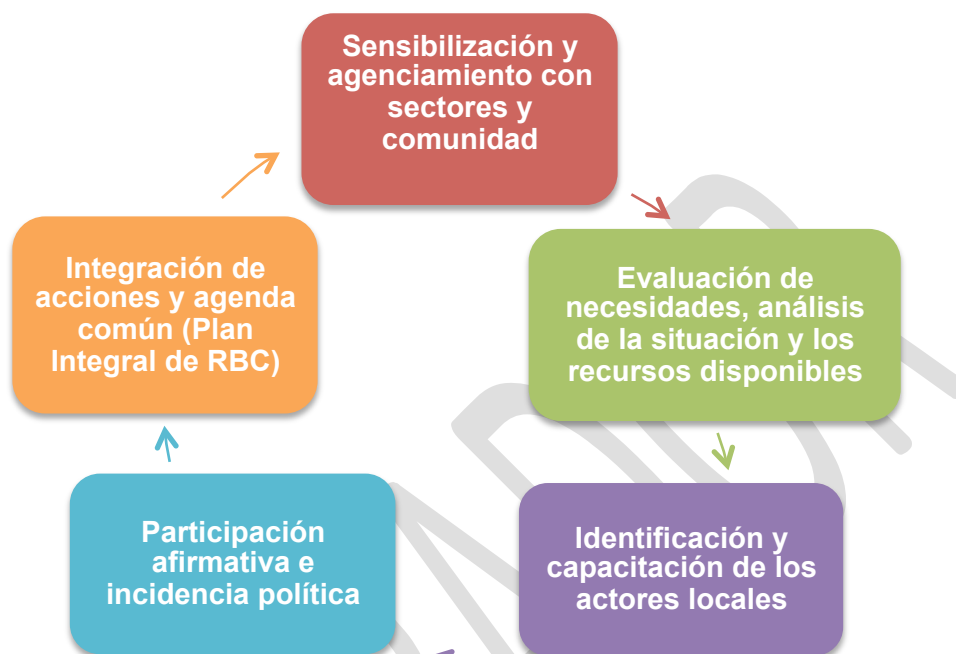 Sensibilización y
agenciamiento con
sectores y
comunidad
Evaluación de
necesidades, análisis
de la situación y los
recursos disponibles
Identificación y
capacitación de los
actores locales
Participación
afirmativa e
incidencia política
Integración de
acciones y agenda
común (Plan
Integral de RBC)